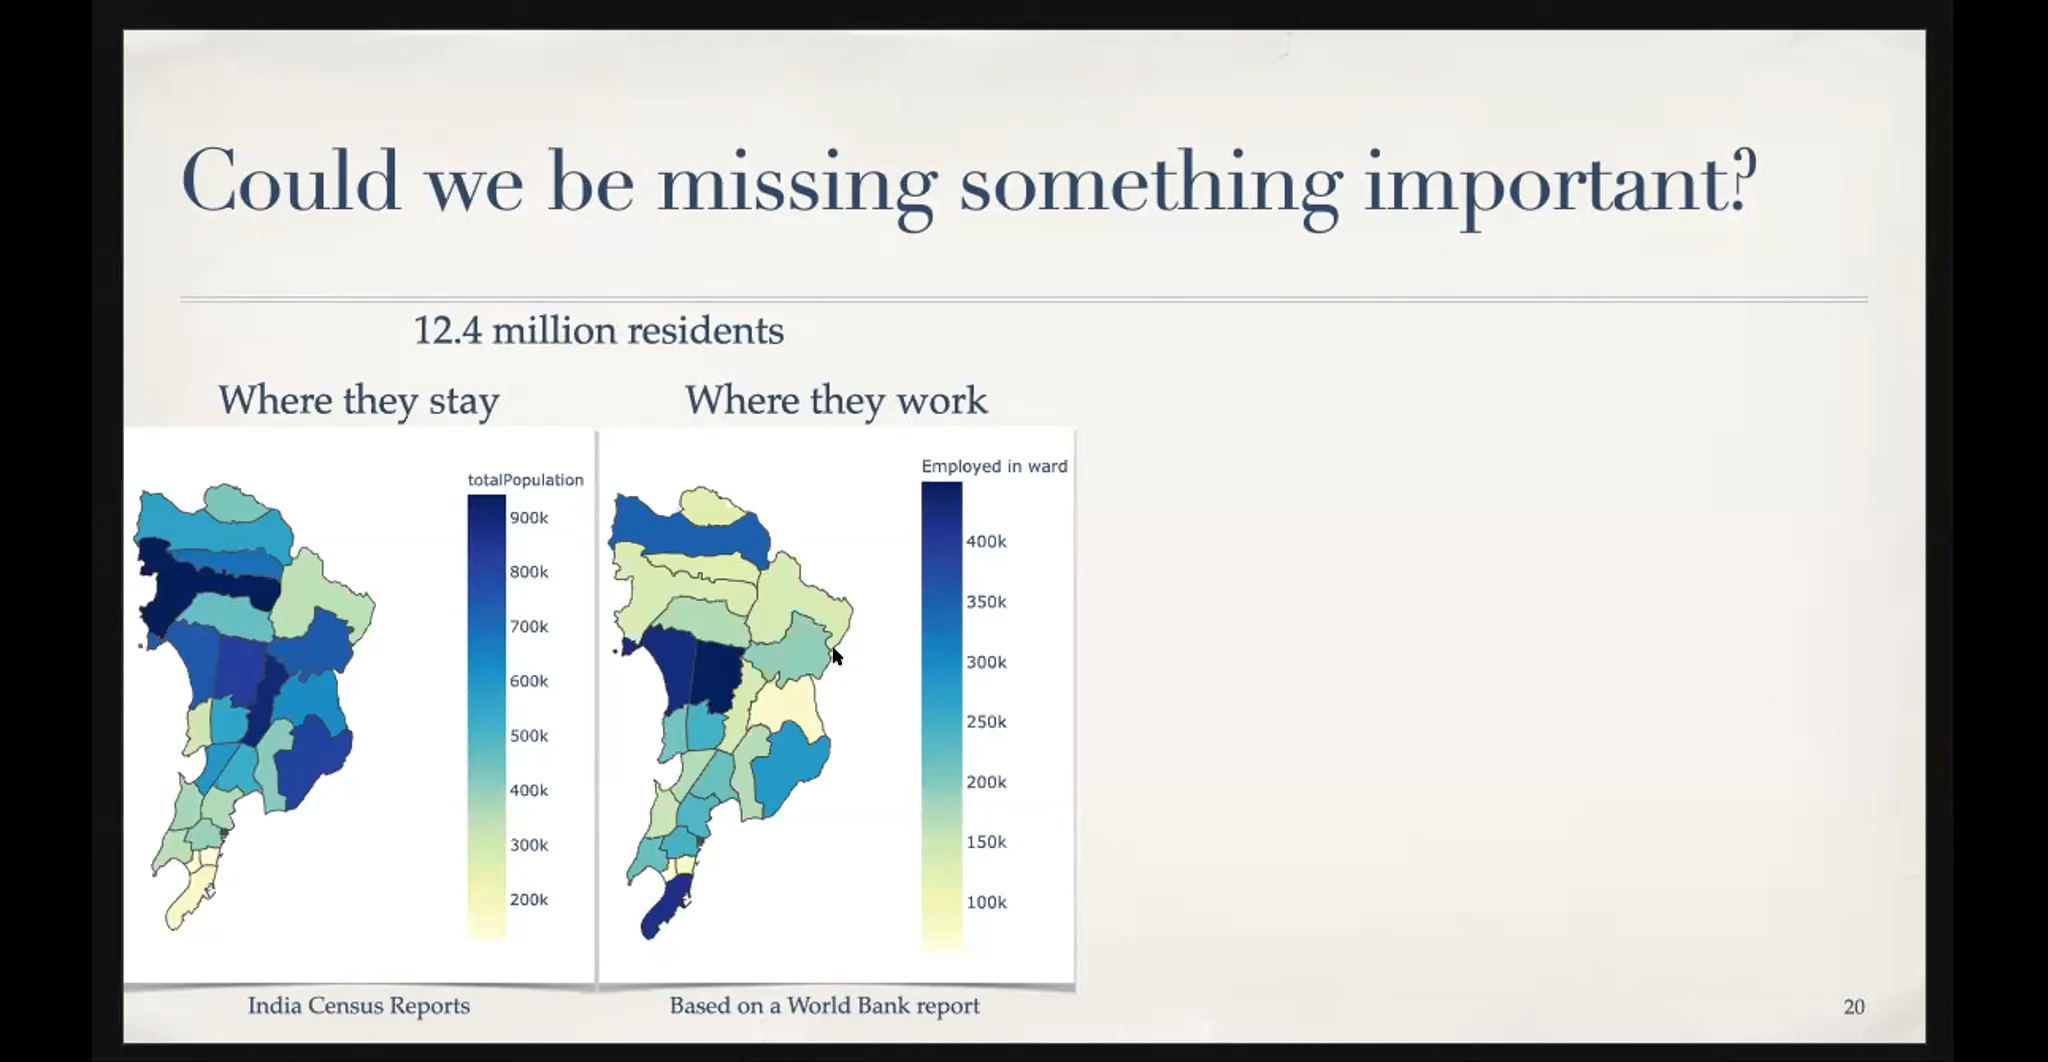 Could we be missing something important?
12.4 million residents
Where they stay
Where they work
totalPopulation
900k
800k
700k
600k
500k
400k
300k
200k
Employed in ward
400k
350k
300k
250k
200k
150k
100k
India Census Reports
Based on a World Bank report
20